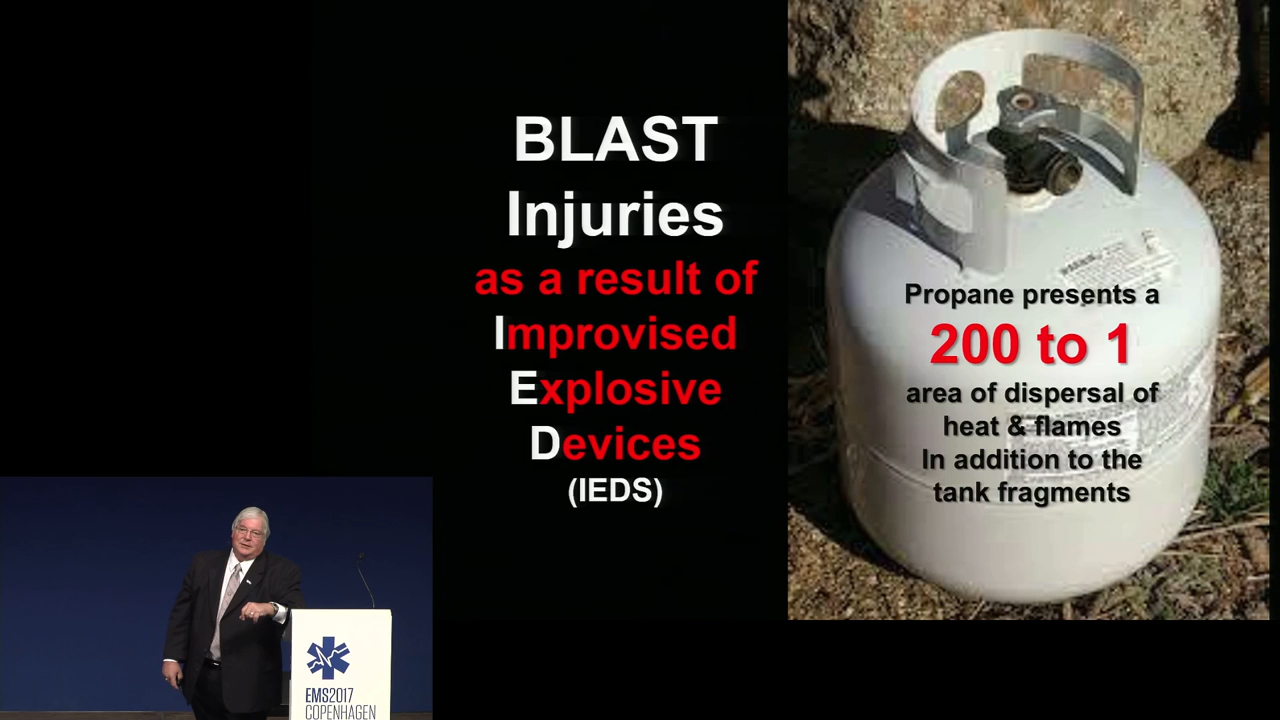 BLAST
Injuries
as a result of
Improvised
Explosive
Devices
(IEDS)
Propane presents a
200 to 1
area of dispersal of
heat & flames
In addition to the
tank fragments
EMS2017
COPENHAGEN